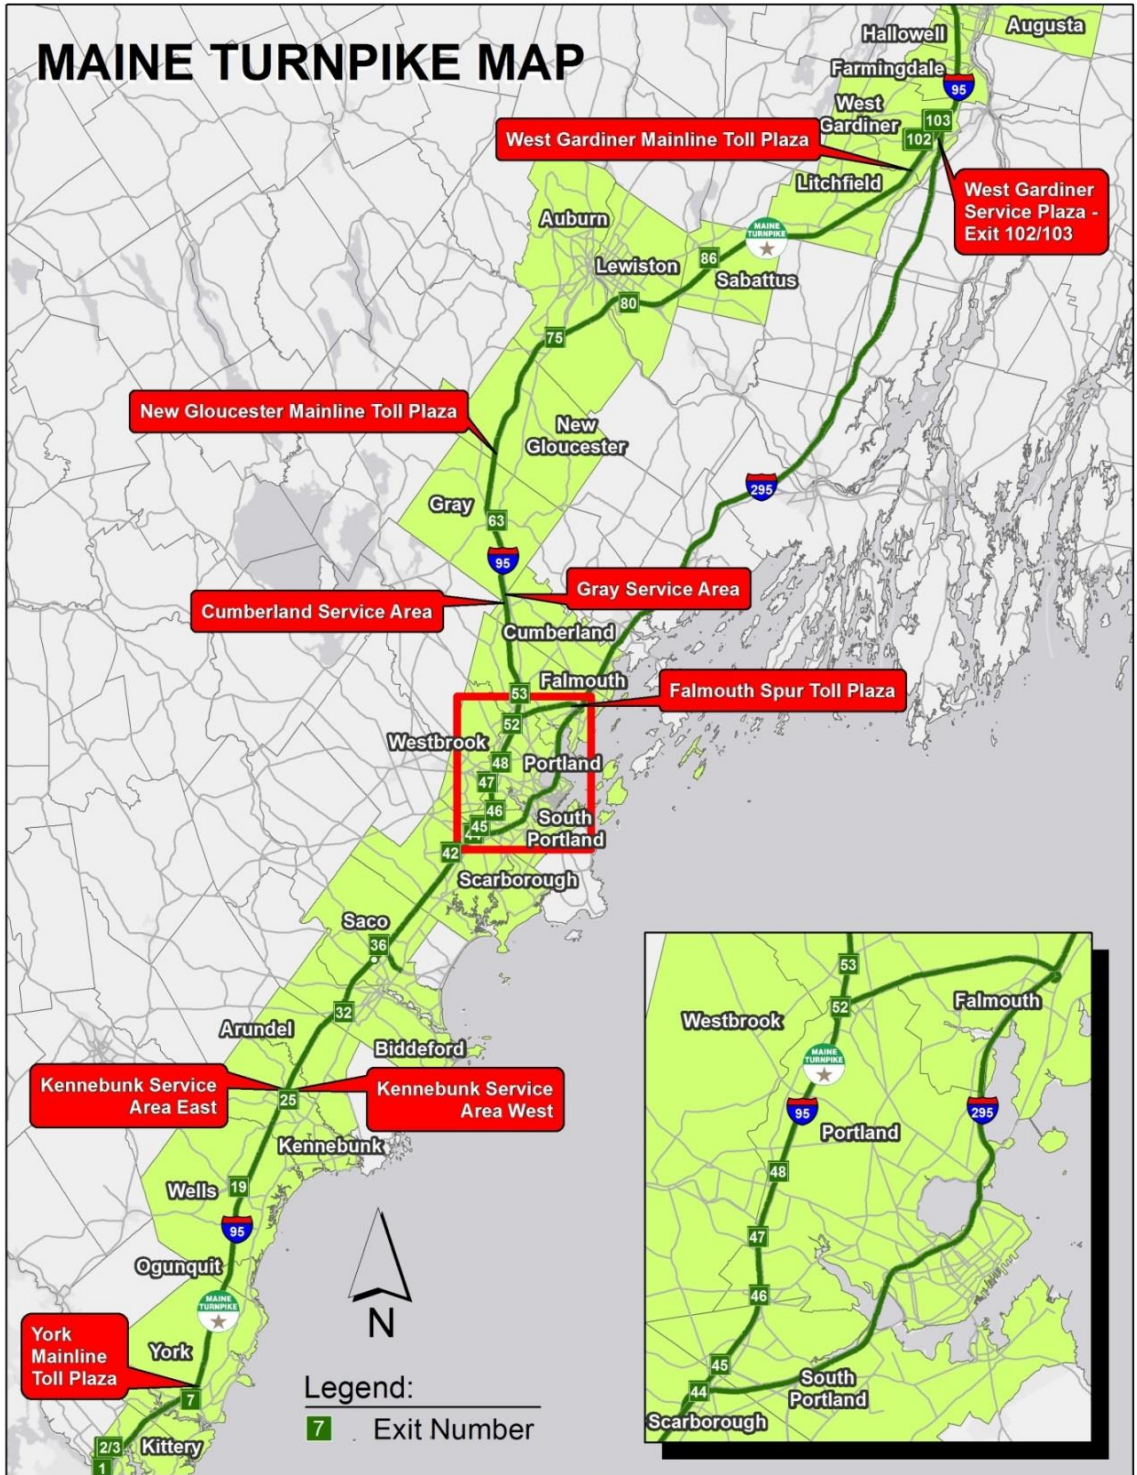 MAINE TURNPIKE MAP
Hallowell
Augusta
Farmingdale
95
West
Gardiner
103
102
West Gardiner Mainline Toll Plaza
Litchfield
West Gardiner
Service Plaza -
Exit 102/103
Auburn
MAINE
TURNPIKE
Lewiston
86
Sabattus
80
75
New Gloucester Mainline Toll Plaza
New
Gloucester
295
Gray
63
95
Gray Service Area
Cumberland Service Area
Cumberland
Falmouth
53
Falmouth Spur Toll Plaza
52
Westbrook
48
Portland
47
46
45
44
South
Portland
42
Scarborough
Saco
36
32
Arundel
Biddeford
Kennebunk Service
Area East
Kennebunk Service
Area West
25
Kennebunk
19
Wells
95
Ogunquit
MAINE
TURNPIKE
York
Mainline
Toll Plaza
York
7
Kittery
2/3
1
N
Legend:
7 Exit Number
53
52
Falmouth
Westbrook
MAINE
TURNPIKE
95
295
Portland
48
47
46
45
44
South
Portland
Scarborough